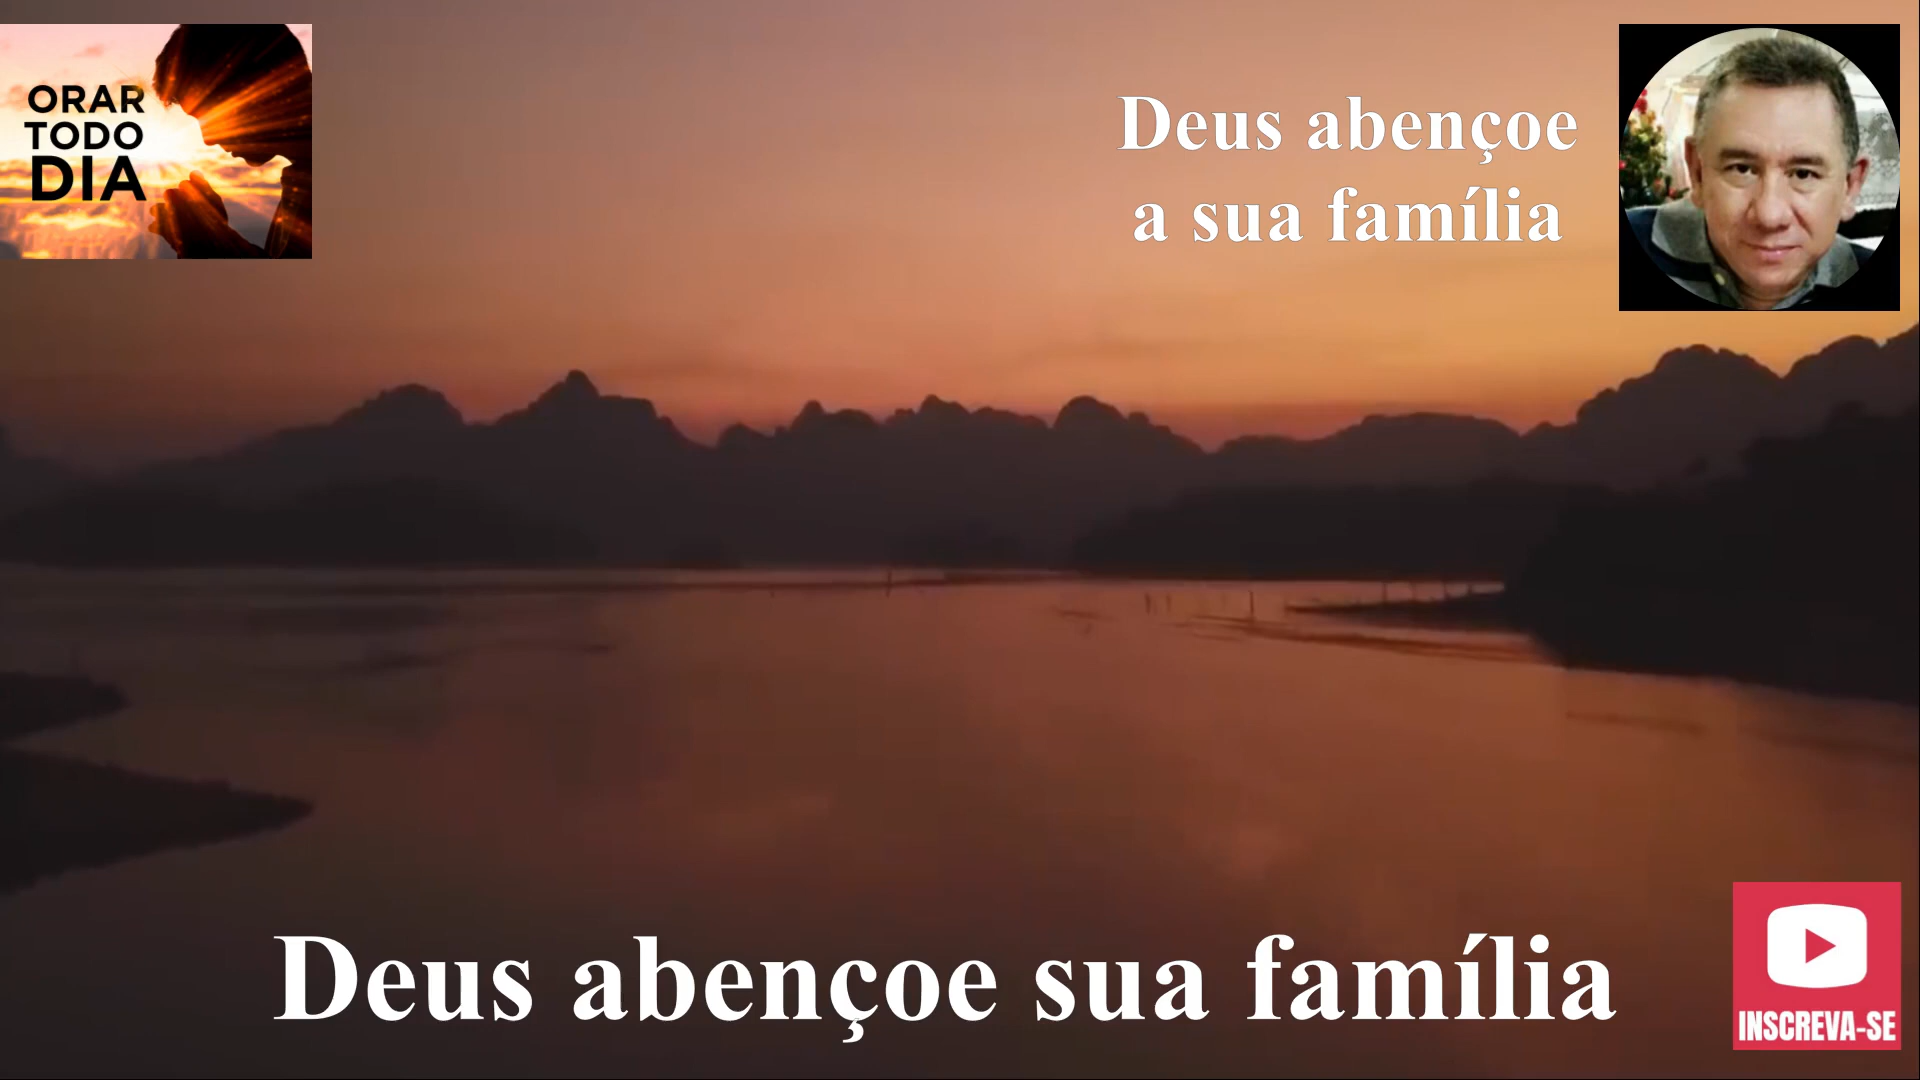 ORAR
TODO
DIA
Deus abençoe
a sua família
Deus abençoe sua família
INSCREVA-SE